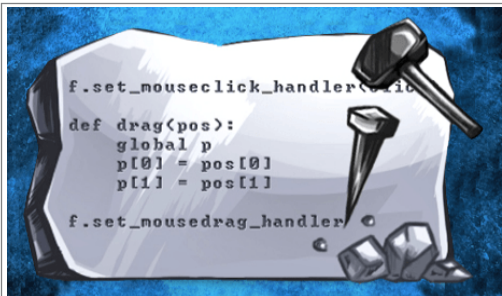 f.set_mouseclick_handler(
def drag(pos):
global p
p[0] = pos[0]
p[1] = pos[1]
f.set_mousedrag_handler